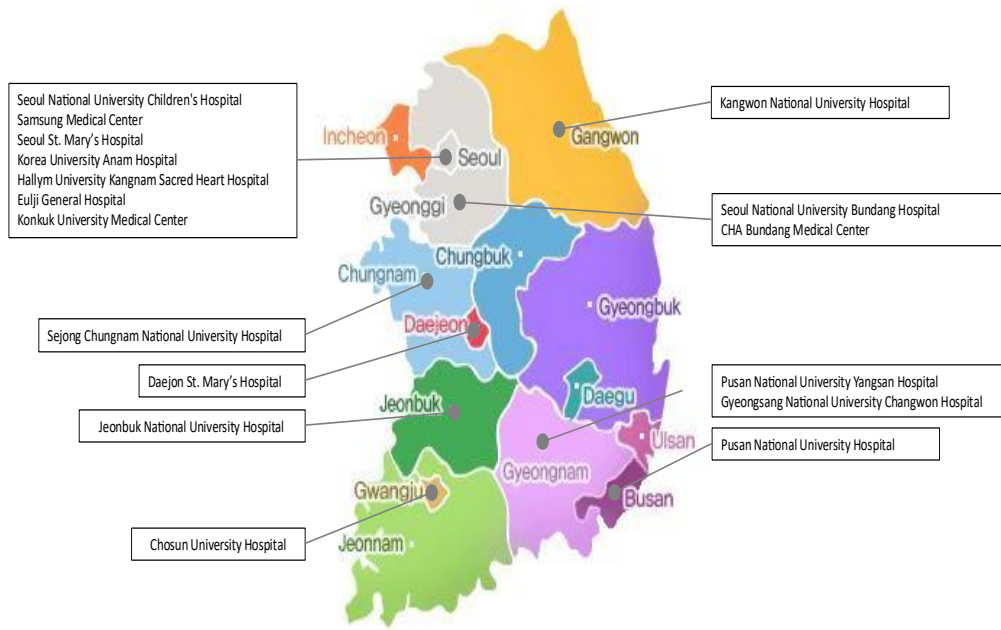 Seoul National University Children's Hospital
Samsung Medical Center
Seoul St. Mary's Hospital
Korea University Anam Hospital
Hallym University Kangnam Sacred Heart Hospital
Eulji General Hospital
Konkuk University Medical Center
Kangwon National University Hospital
Incheon
Seoul
Gangwon
Gyeonggi
Seoul National University Bundang Hospital
CHA Bundang Medical Center
Chungbuk
Chungnam
Gyeongbuk
Sejong Chungnam National University Hospital
Daejeon
Daejon St. Mary's Hospital
Daegu
Pusan National University Yangsan Hospital
Gyeongsang National University Changwon Hospital
Jeonbuk
Jeonbuk National University Hospital
Ulsan
Pusan National University Hospital
Gyeongnam
Gwangju
Busan
Chosun University Hospital
Jeonnam